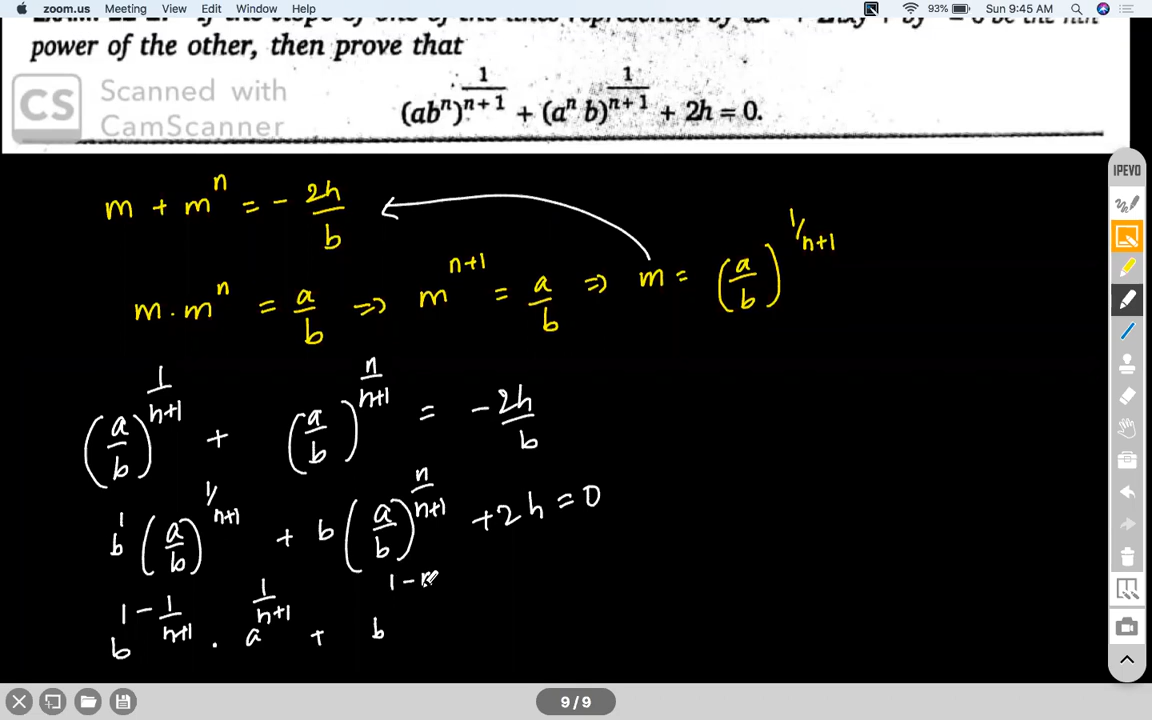 zoom.us Meeting View Edit Window Help 93% Sun 9:45 AM
power of the other, then prove that
(ab^n)^{1/(n+1)} + (a^n b)^{1/(n+1)} + 2h = 0.
CS Scanned with
CamScanner
IPEVO
m + m^n = - 2h/b
m . m^n = a/b => m^{n+1} = a/b => m = (a/b)^{1/n+1}
(a/b)^{1/n+1} + (a/b)^{n/n+1} = - 2h/b
b^1 (a/b)^{1/n+1} + b (a/b)^{n/n+1} + 2h = 0
b^{1 - 1/n+1} . a^{1/n+1} + b^{1 -}
9 / 9